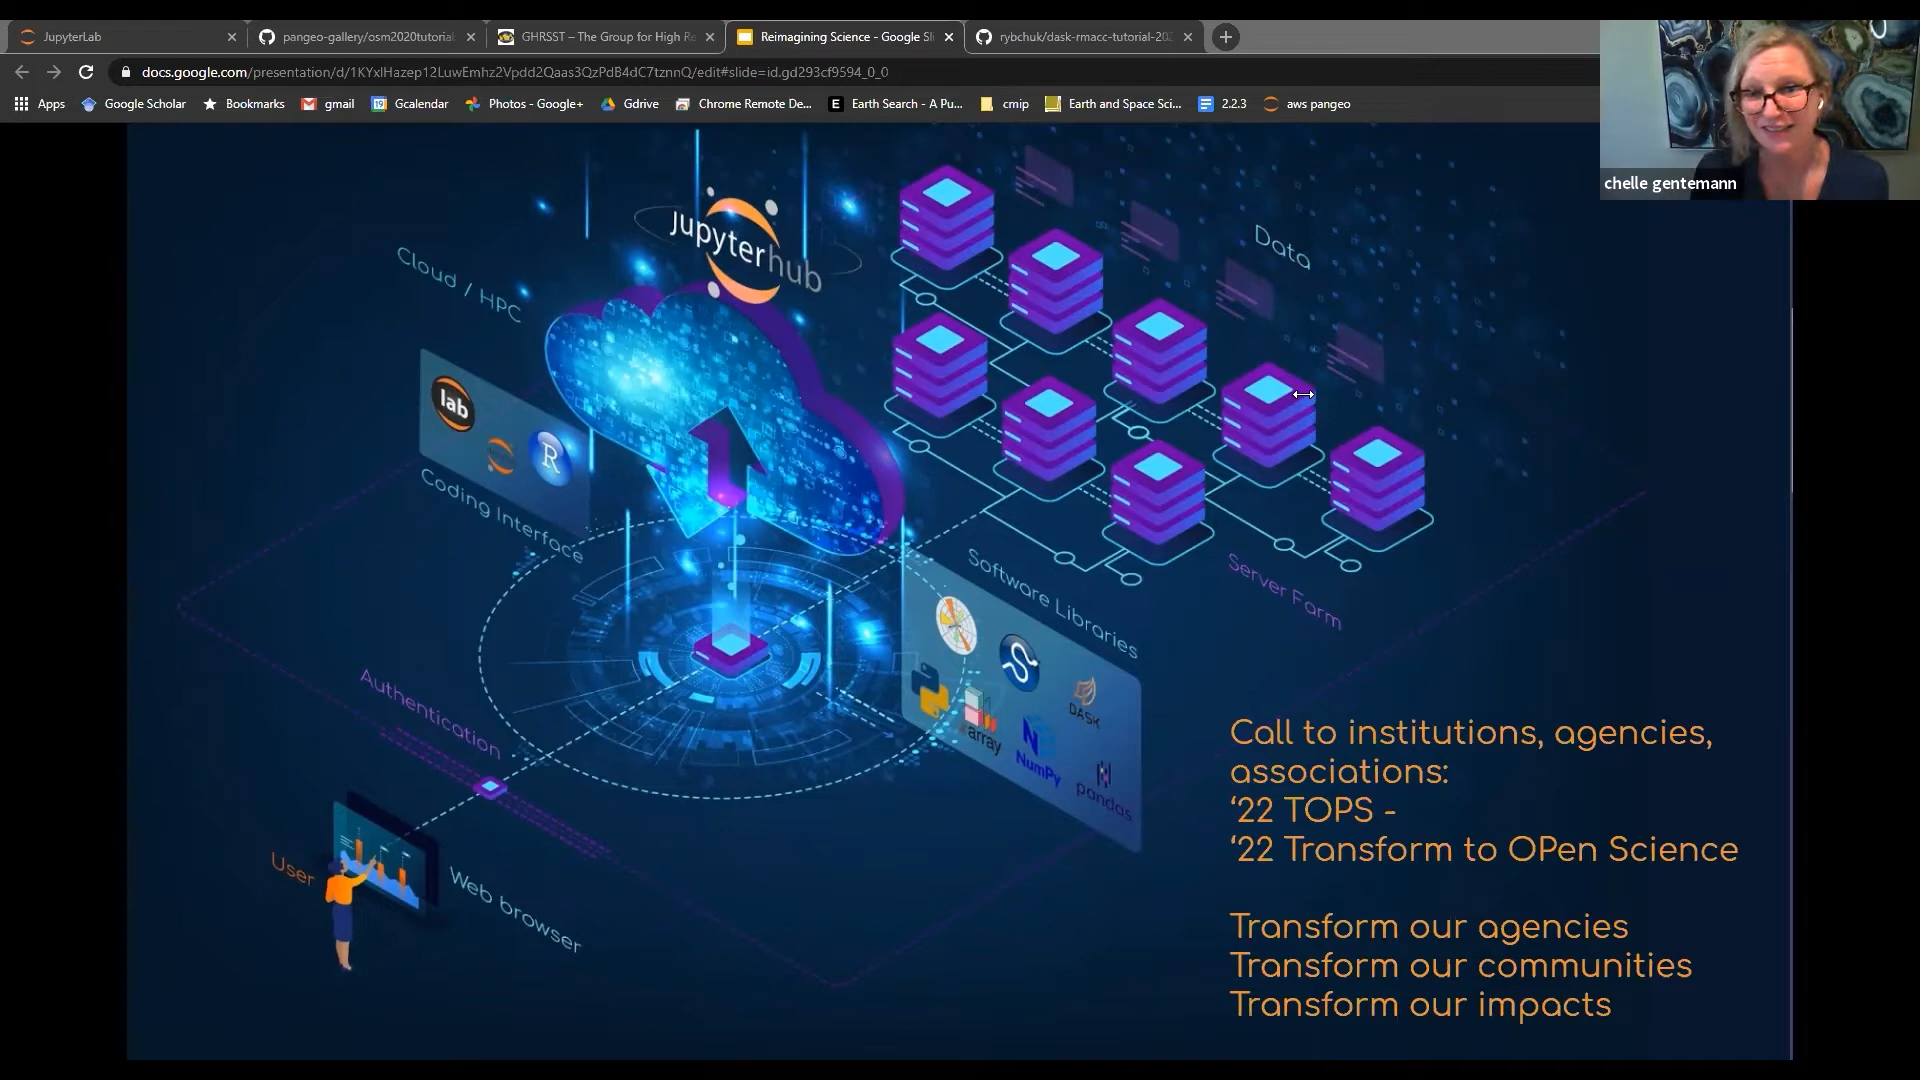 JupyterLab
pangeo-gallery/osm2020tutorial
GHRSST – The Group for High Re
Reimagining Science - Google Sli
rybchuk/dask-rmacc-tutorial-202
docs.google.com/presentation/d/1KYxlHazep12LuwEmhz2Vpdd2Qaas3QzPdB4dC7tznnQ/edit#slide=id.gd293cf9594_0_0
Apps
Google Scholar
Bookmarks
gmail
Gcalendar
Photos - Google+
Gdrive
Chrome Remote De...
Earth Search - A Pu...
cmip
Earth and Space Sci...
2.2.3
aws pangeo
chelle gentemann
jupyterhub
Cloud / HPC
Data
lab
R
Coding Interface
Software Libraries
Server Farm
DASK
xarray
NumPy
pandas
Authentication
User
Web browser
Call to institutions, agencies,
associations:
‘22 TOPS -
‘22 Transform to OPen Science
Transform our agencies
Transform our communities
Transform our impacts